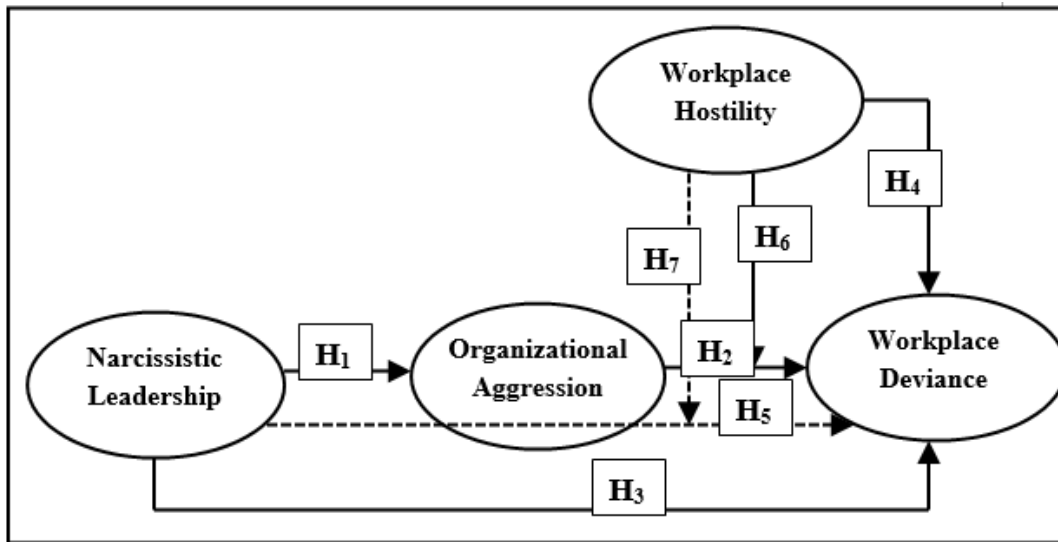 Workplace
Hostility
H₄
H₆
H₇
Narcissistic
Leadership
H₁
Organizational
Aggression
H₂
Workplace
Deviance
H₅
H₃